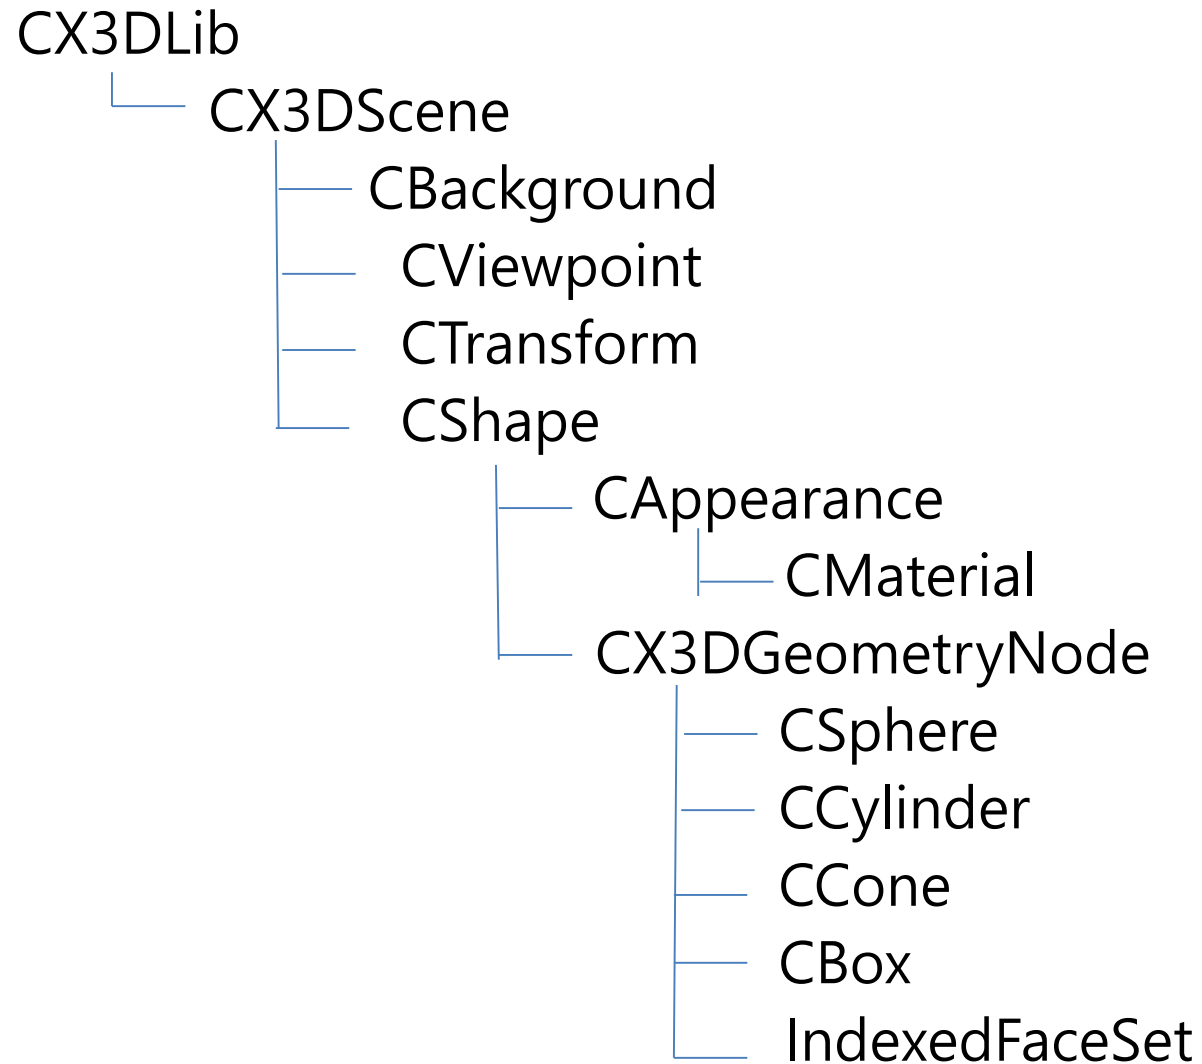 CX3DLib
CX3DScene
CBackground
CViewpoint
CTransform
CShape
CAppearance
CMaterial
CX3DGeometryNode
CSphere
CCylinder
CCone
CBox
IndexedFaceSet